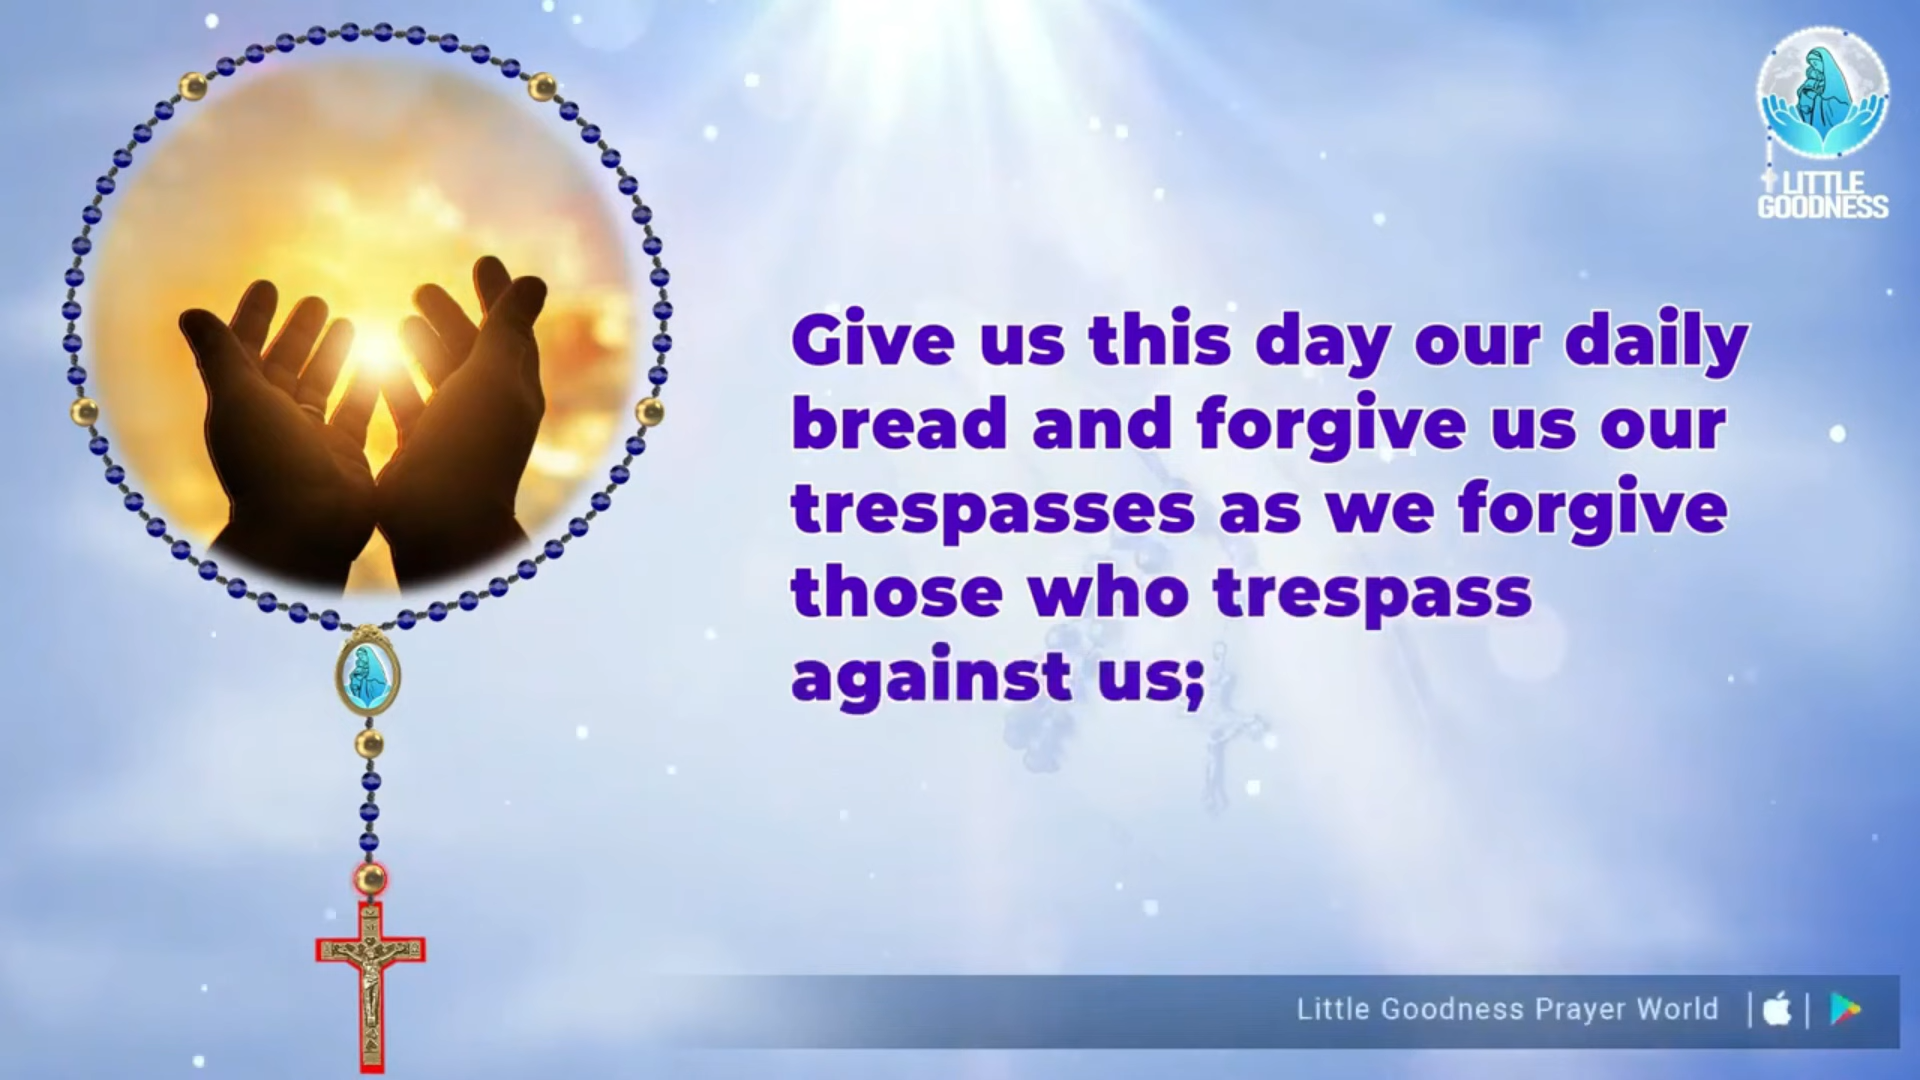 LITTLE
GOODNESS
Give us this day our daily
bread and forgive us our
trespasses as we forgive
those who trespass
against us;
Little Goodness Prayer World